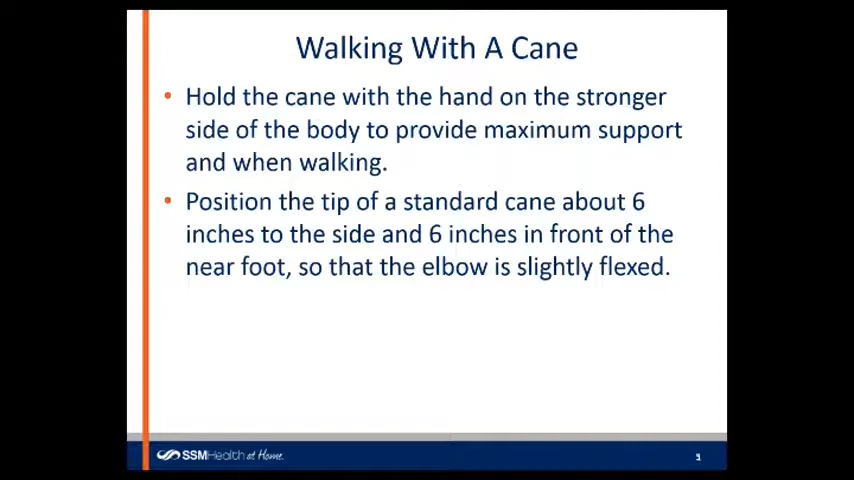 Walking With A Cane
• Hold the cane with the hand on the stronger
side of the body to provide maximum support
and when walking.
• Position the tip of a standard cane about 6
inches to the side and 6 inches in front of the
near foot, so that the elbow is slightly flexed.
SSMHealth at Home.
3